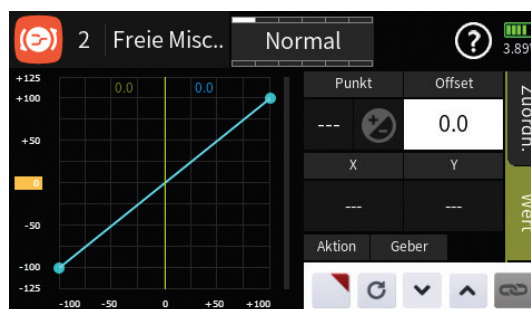 2 Freie Misc.. Normal ? 3.89V
+125
+100
+50
0
-50
-100
-125
0.0 0.0
-100 -50 0 +50 +100
Punkt Offset
--- 0.0
X Y
--- ---
Aktion Geber
Zuordn.
Wert